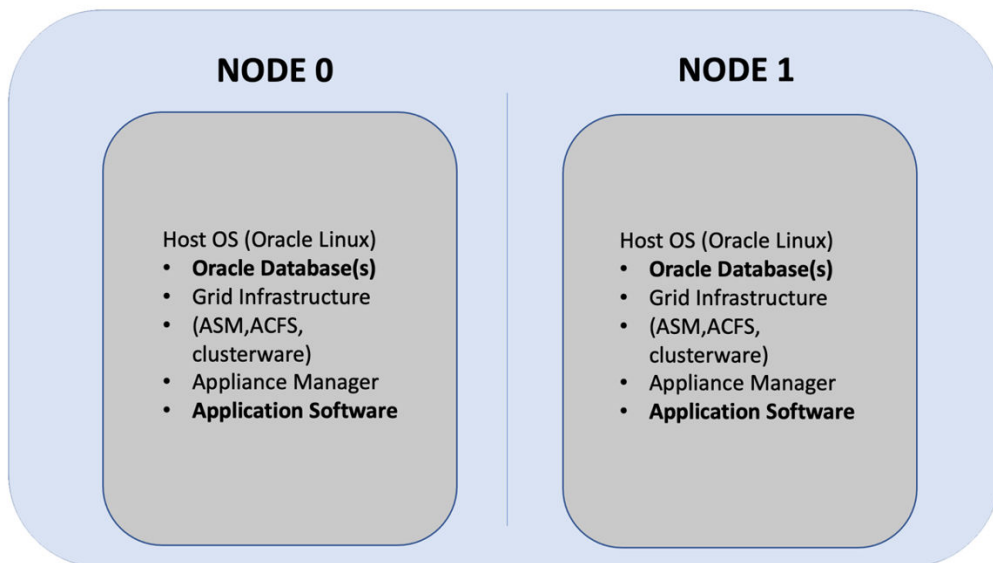 NODE 0
Host OS (Oracle Linux)
• Oracle Database(s)
• Grid Infrastructure
• (ASM,ACFS,
clusterware)
• Appliance Manager
• Application Software
NODE 1
Host OS (Oracle Linux)
• Oracle Database(s)
• Grid Infrastructure
• (ASM,ACFS,
clusterware)
• Appliance Manager
• Application Software